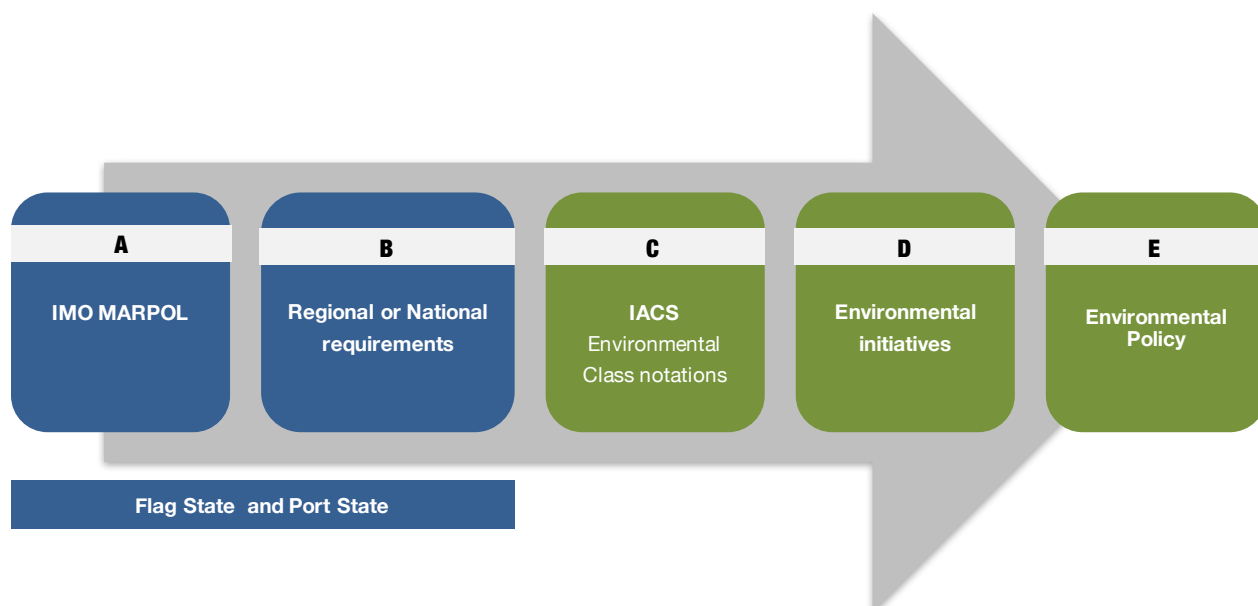 A
IMO MARPOL
B
Regional or National
requirements
C
IACS
Environmental
Class notations
D
Environmental
initiatives
E
Environmental
Policy
Flag State and Port State